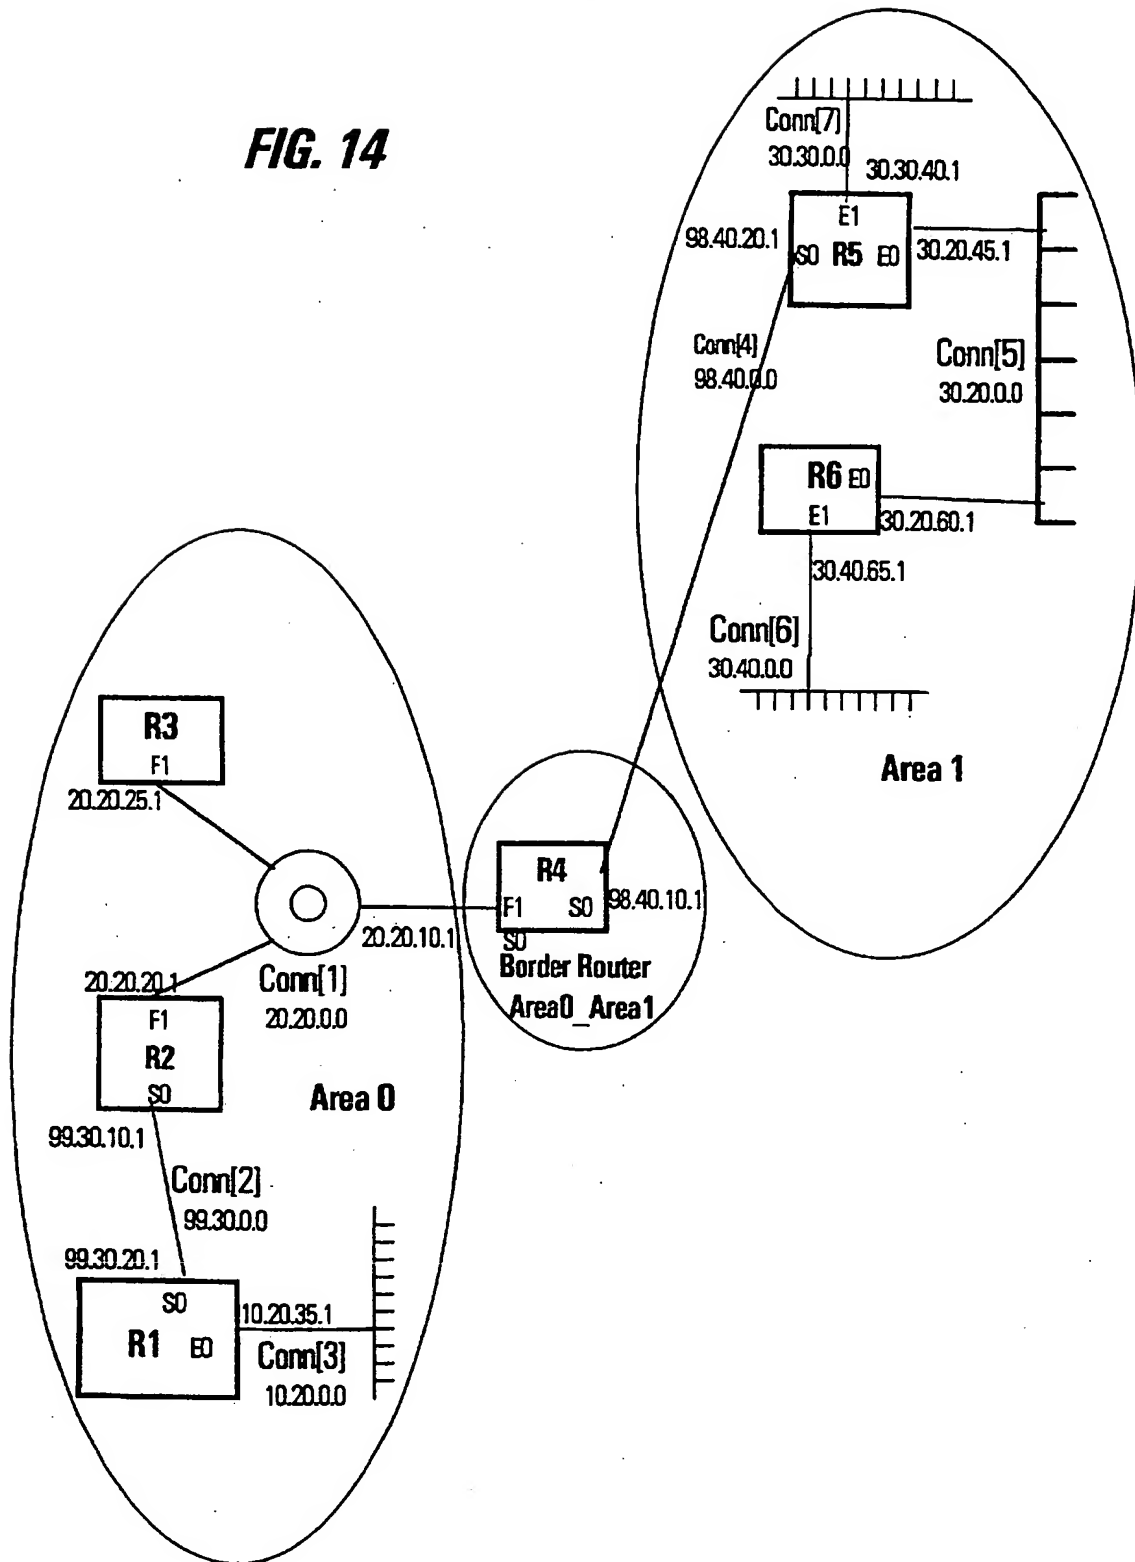 FIG. 14
Conn[7]
30.30.0.0
30.30.40.1
E1
98.40.20.1
S0 R5 E0
30.20.45.1
Conn[4]
98.40.0.0
Conn[5]
30.20.0.0
R6 E0
E1
30.20.60.1
30.40.65.1
Conn[6]
30.40.0.0
Area 1
R3
F1
20.20.25.1
R4
F1 S0
98.40.10.1
S0
20.20.10.1
Border Router
Area0_Area1
Conn[1]
20.20.0.0
20.20.20.1
F1
R2
S0
Area 0
99.30.10.1
Conn[2]
99.30.0.0
99.30.20.1
S0
R1 E0
10.20.35.1
Conn[3]
10.20.0.0